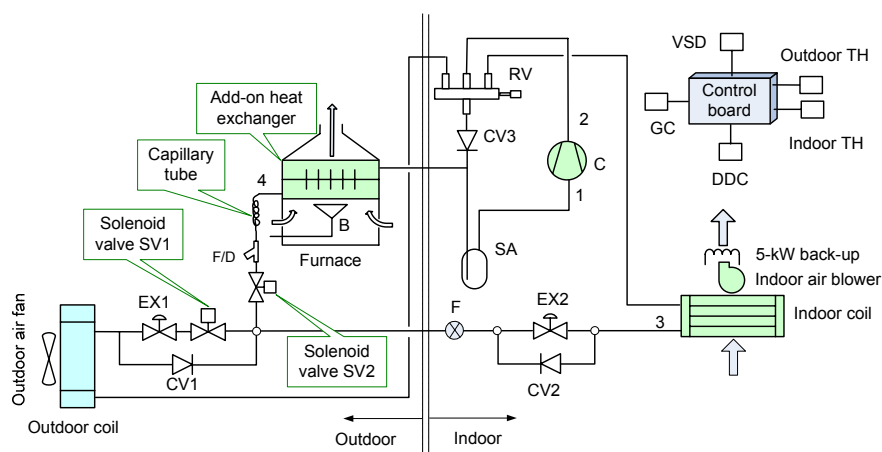 VSD
Outdoor TH
Control
board
GC
Indoor TH
DDC
RV
Add-on heat
exchanger
CV3
2
C
Capillary
tube
4
1
B
Solenoid
valve SV1
F/D
Furnace
SA
5-kW back-up
Indoor air blower
EX1
F
EX2
3
Indoor coil
Outdoor air fan
CV1
Solenoid
valve SV2
CV2
Outdoor coil
Outdoor
Indoor